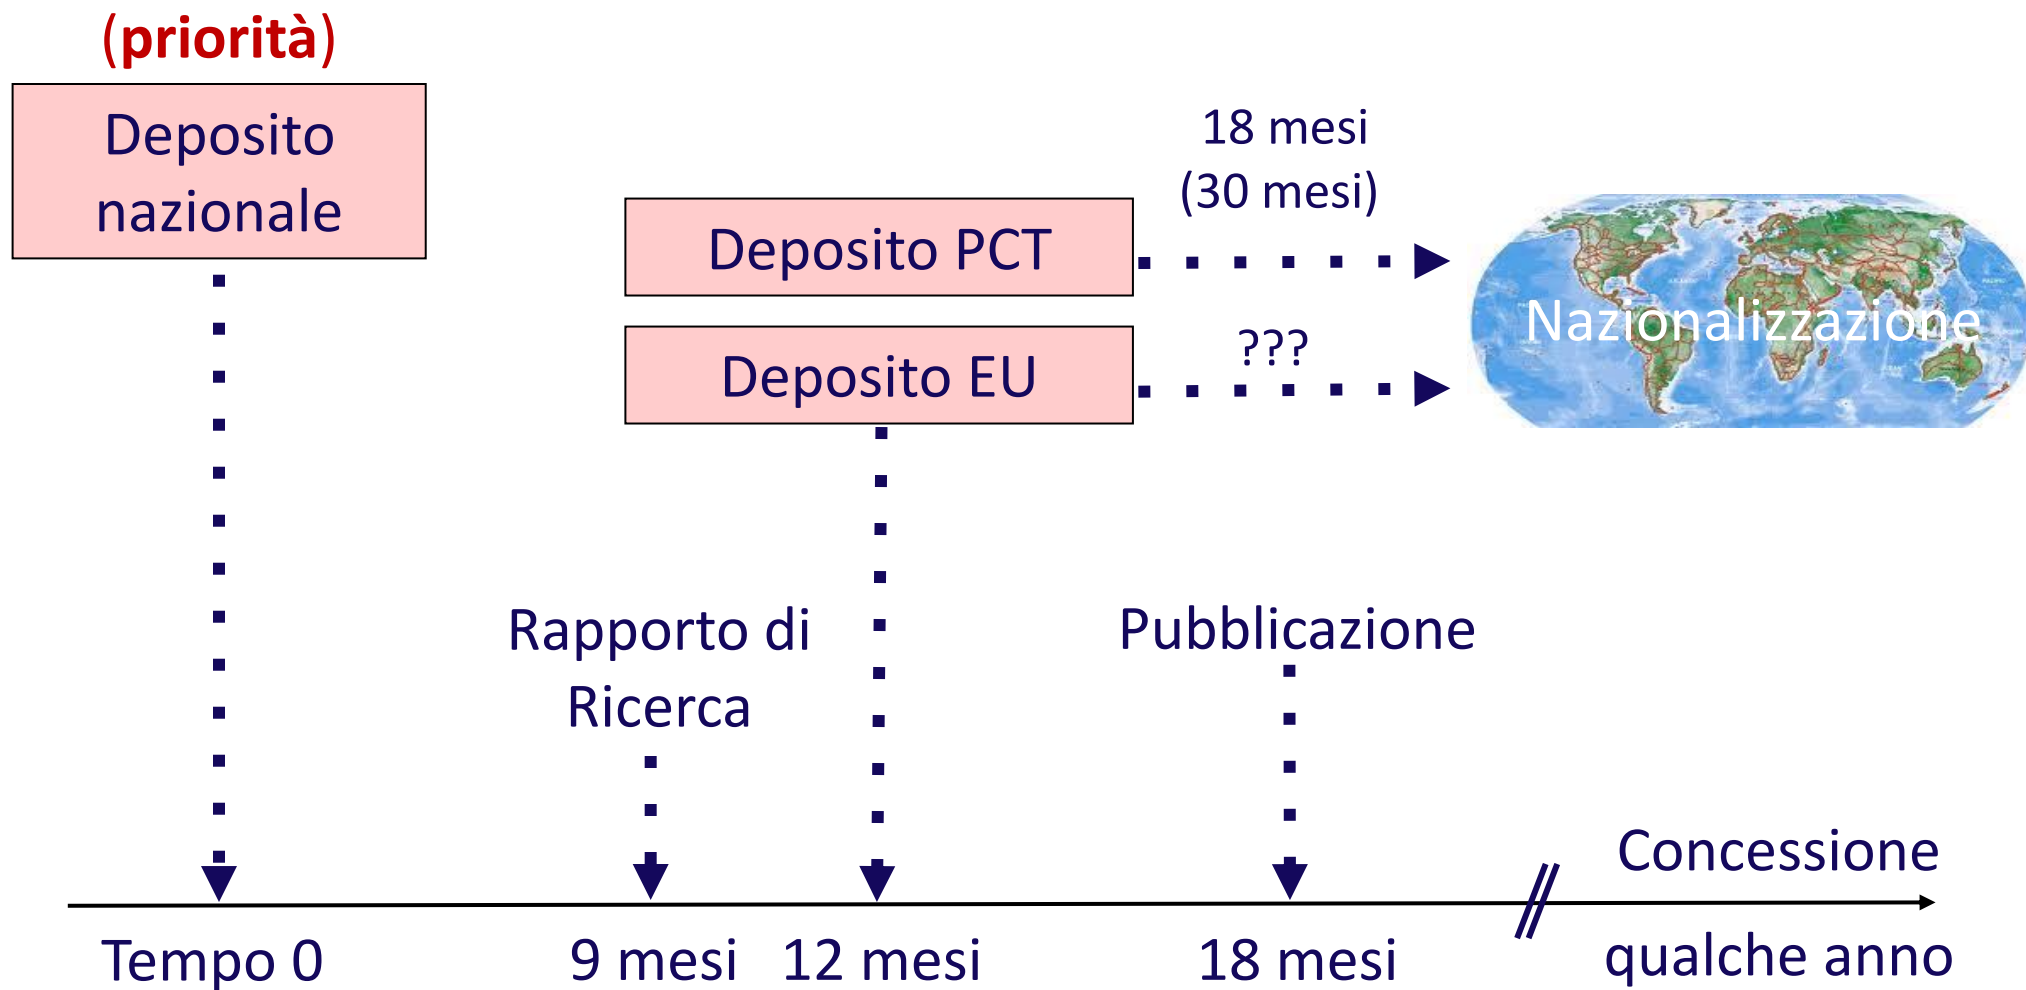 (priorità)
Deposito
nazionale
18 mesi
(30 mesi)
Deposito PCT
Nazionalizzazione
???
Deposito EU
Rapporto di
Ricerca
Pubblicazione
Concessione
Tempo 0
9 mesi
12 mesi
18 mesi
qualche anno